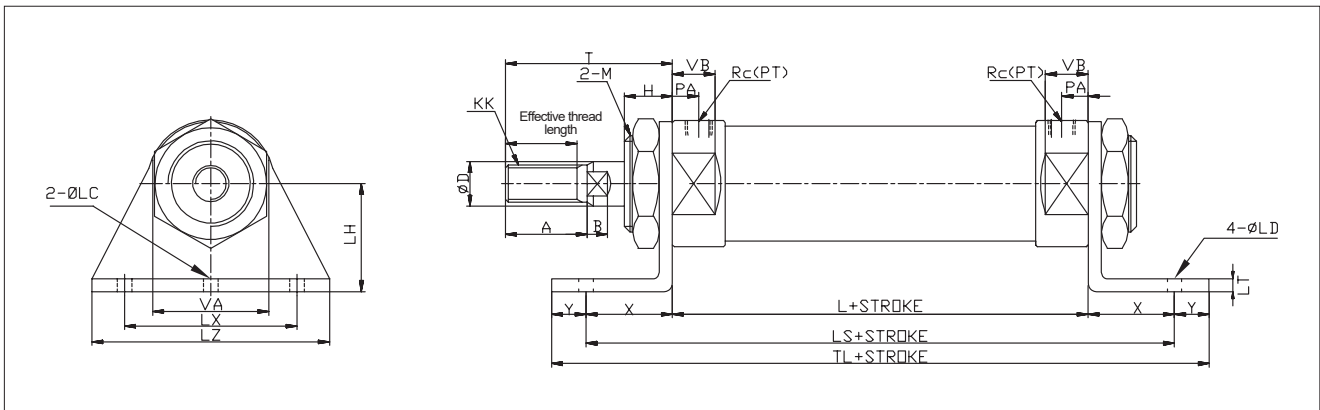 T
2-M
VB
Rc(PT)
Rc(PT)
VB
H
PA
PA
KK
Effective thread
length
2-ØLC
ØD
LH
A
B
4-ØLD
LT
VA
LX
LZ
Y
X
L+STROKE
X
Y
LS+STROKE
TL+STROKE